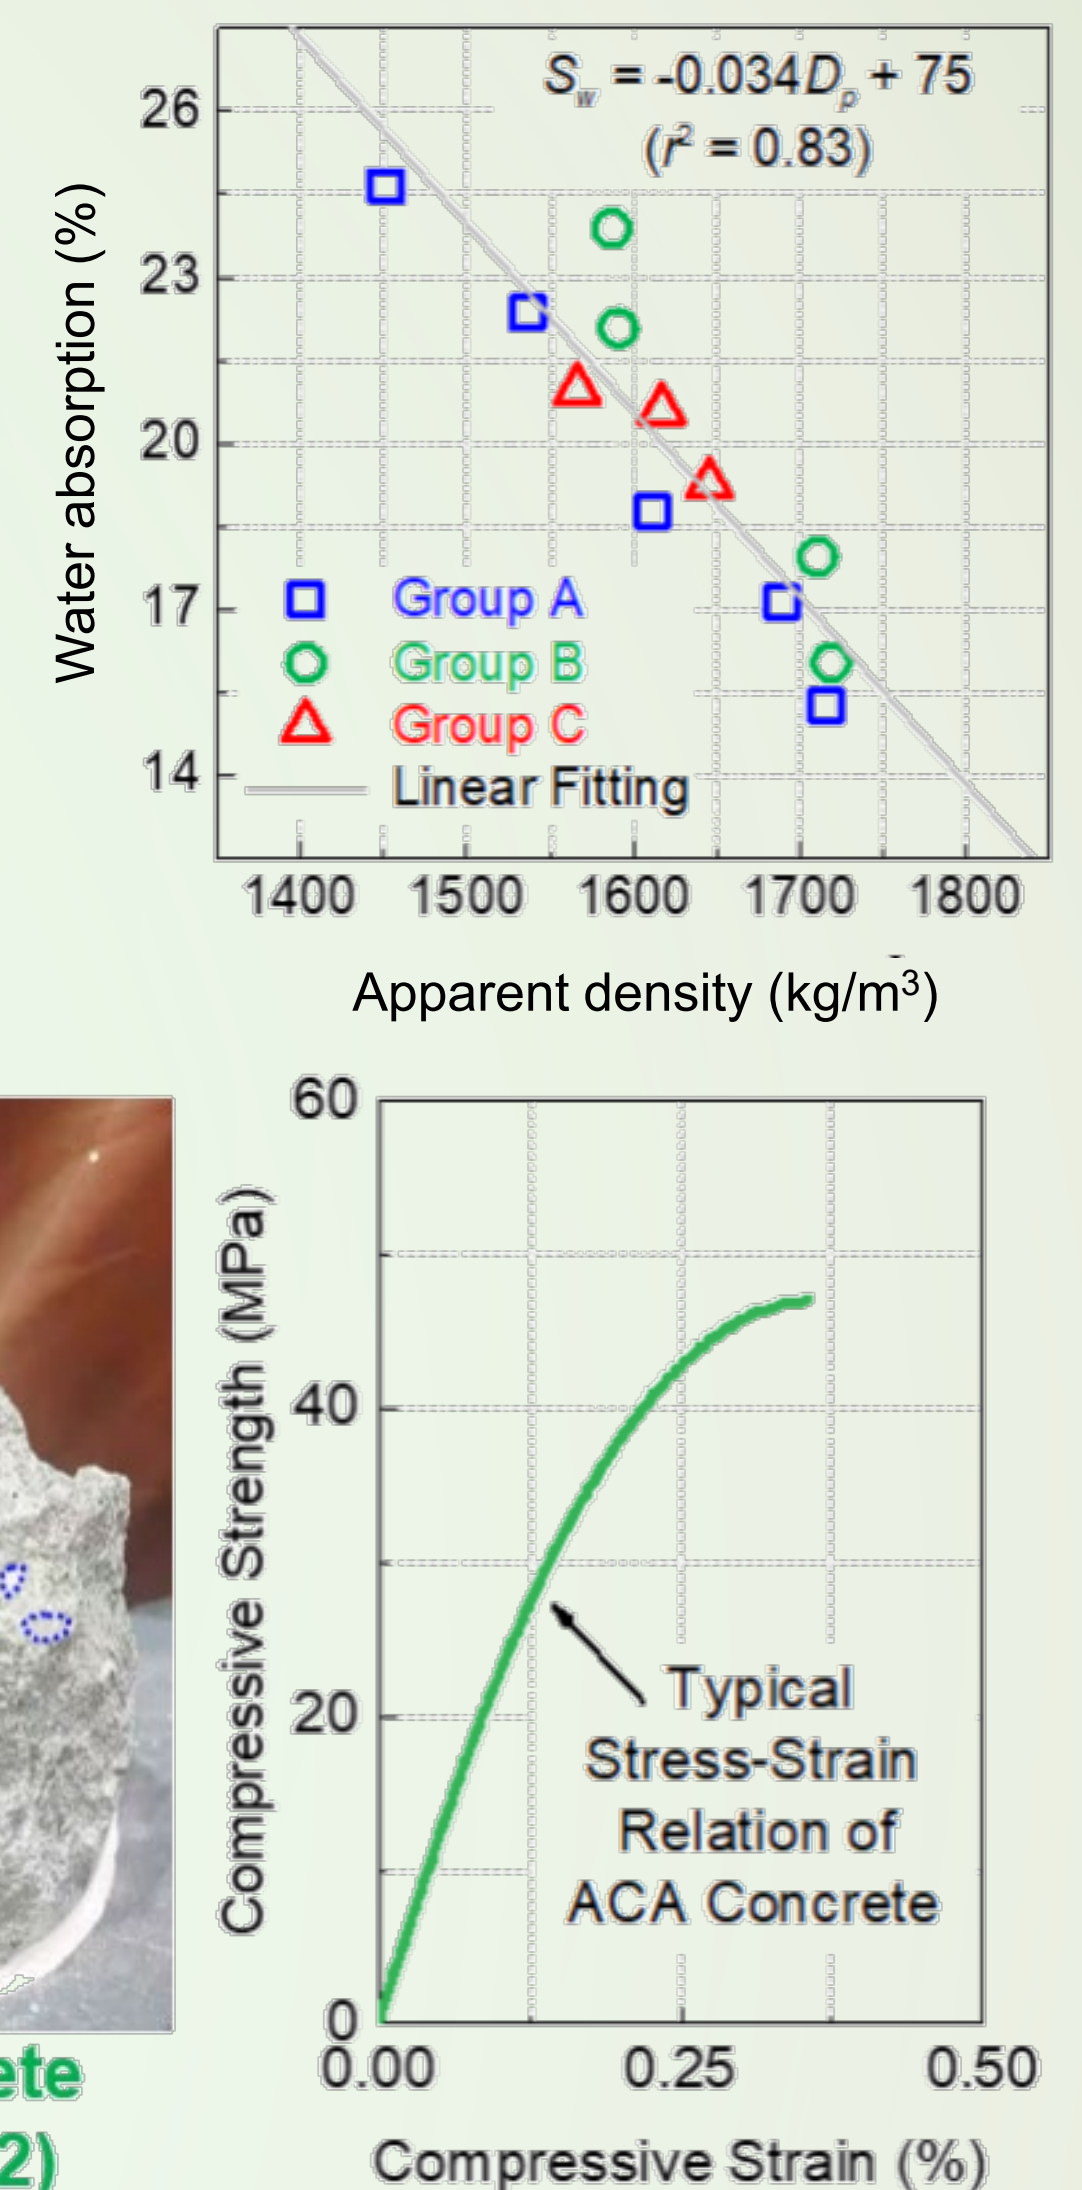 S_w = -0.034D_p + 75
(r² = 0.83)
Water absorption (%)
26
23
20
17
14
Group A
Group B
Group C
Linear Fitting
1400 1500 1600 1700 1800
Apparent density (kg/m³)
Compressive Strength (MPa)
60
40
20
0
Typical
Stress-Strain
Relation of
ACA Concrete
0.00 0.25 0.50
Compressive Strain (%)
ete
2)